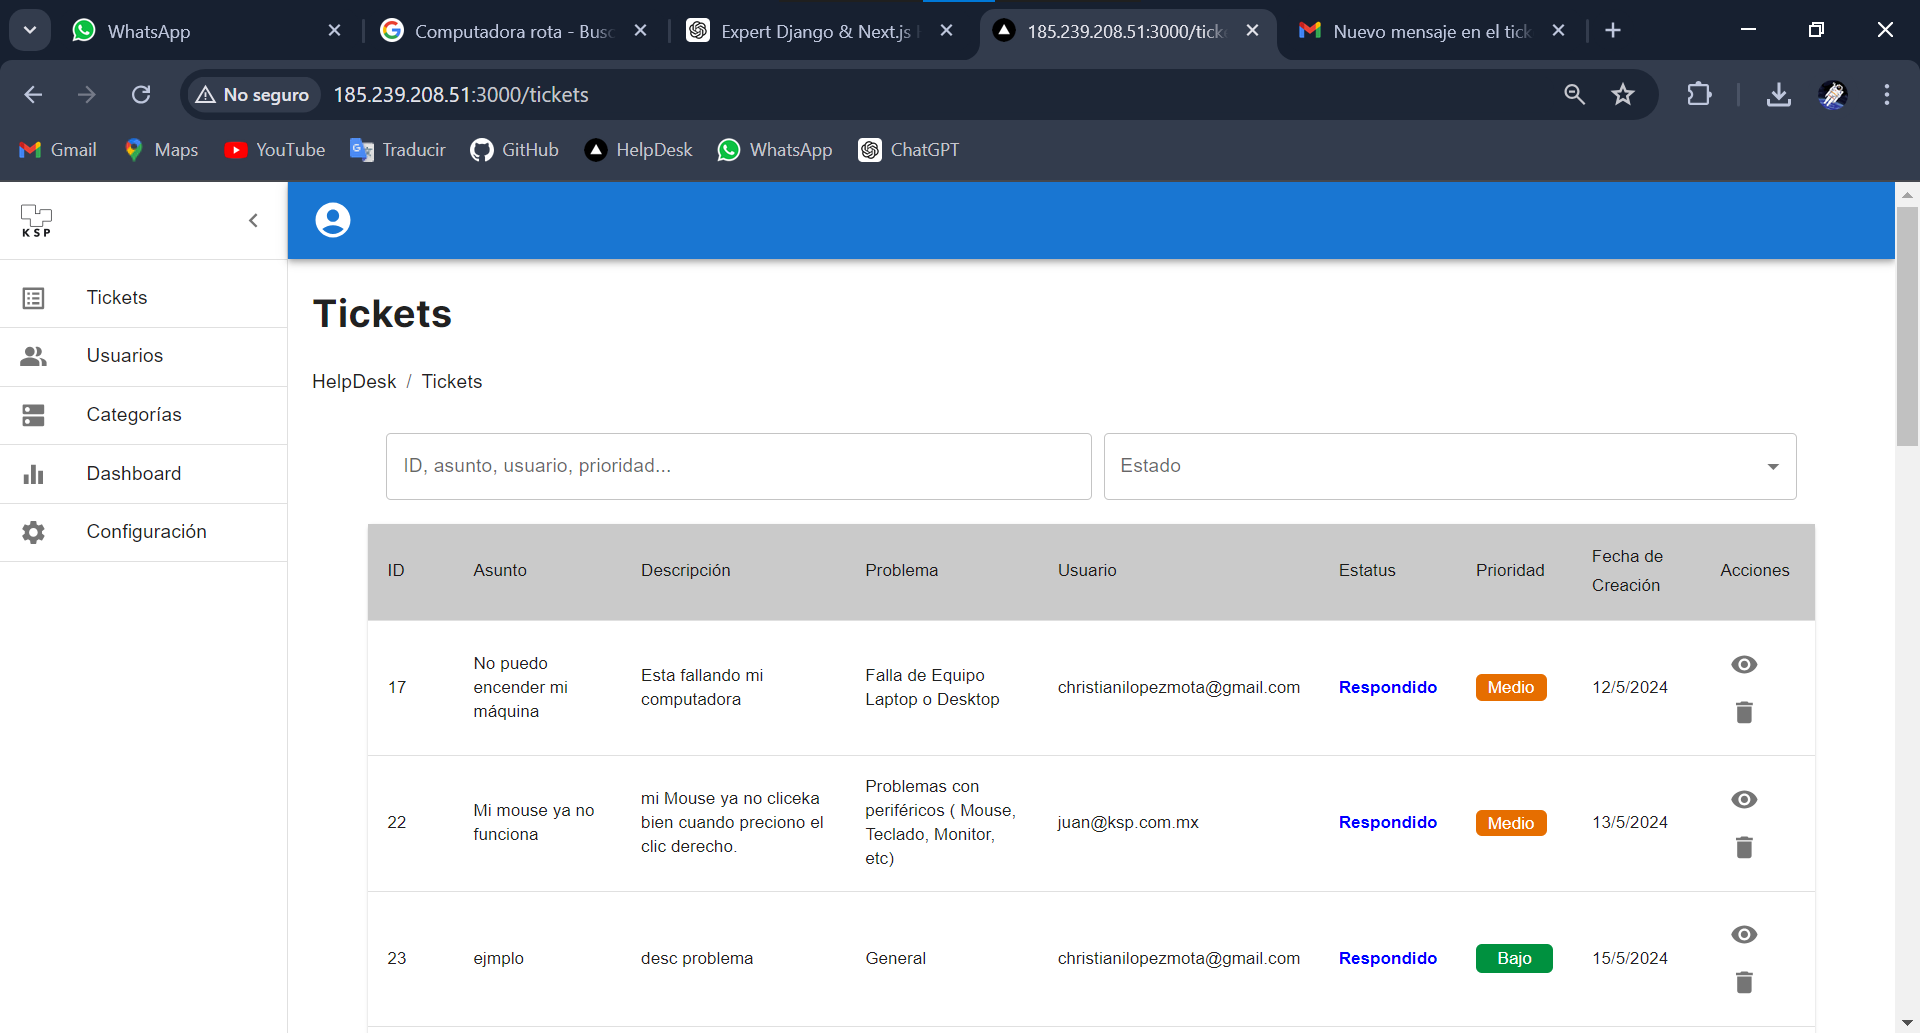 WhatsApp
Computadora rota - Busc
Expert Django & Next.js
185.239.208.51:3000/ticke
Nuevo mensaje en el tick
No seguro
185.239.208.51:3000/tickets
Gmail
Maps
YouTube
Traducir
GitHub
HelpDesk
WhatsApp
ChatGPT
KSP
Tickets
Usuarios
Categorías
Dashboard
Configuración
Tickets
HelpDesk / Tickets
ID, asunto, usuario, prioridad...
Estado
ID
Asunto
Descripción
Problema
Usuario
Estatus
Prioridad
Fecha de
Creación
Acciones
17
No puedo
encender mi
máquina
Esta fallando mi
computadora
Falla de Equipo
Laptop o Desktop
christianilopezmota@gmail.com
Respondido
Medio
12/5/2024
22
Mi mouse ya no
funciona
mi Mouse ya no cliceka
bien cuando preciono el
clic derecho.
Problemas con
periféricos ( Mouse,
Teclado, Monitor,
etc)
juan@ksp.com.mx
Respondido
Medio
13/5/2024
23
ejmplo
desc problema
General
christianilopezmota@gmail.com
Respondido
Bajo
15/5/2024